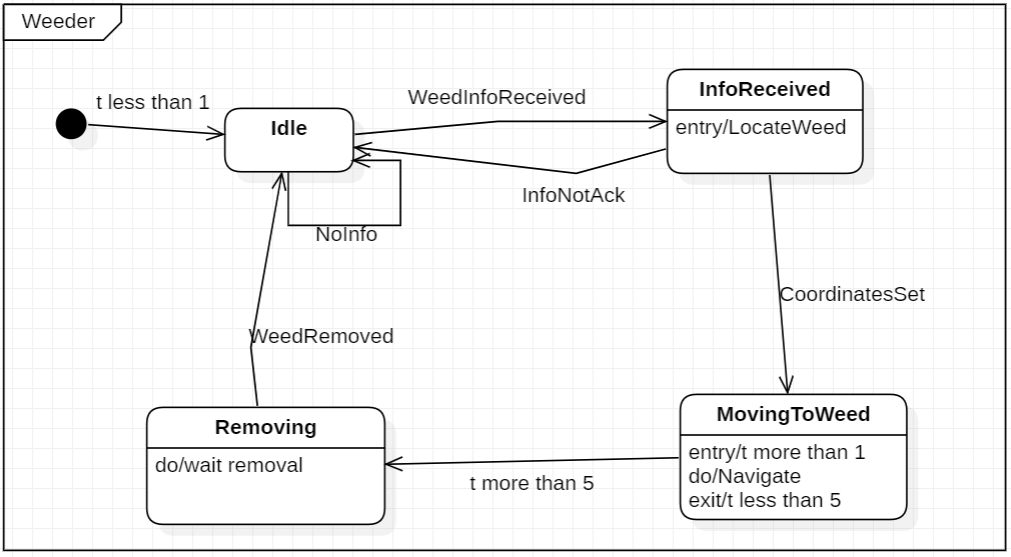 Weeder
t less than 1
Idle
WeedInfoReceived
InfoReceived
entry/LocateWeed
InfoNotAck
NoInfo
CoordinatesSet
WeedRemoved
Removing
do/wait removal
t more than 5
MovingToWeed
entry/t more than 1
do/Navigate
exit/t less than 5